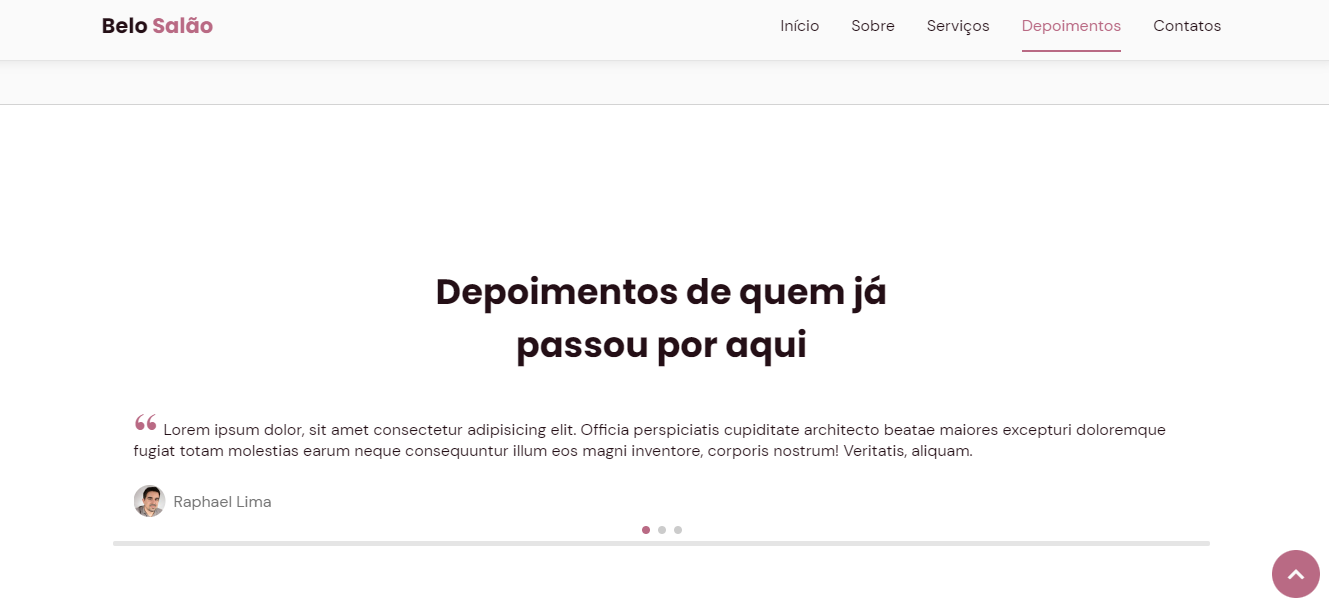 Belo Salão
Início Sobre Serviços Depoimentos Contatos
Depoimentos de quem já
passou por aqui
“ Lorem ipsum dolor, sit amet consectetur adipisicing elit. Officia perspiciatis cupiditate architecto beatae maiores excepturi doloremque
fugiat totam molestias earum neque consequuntur illum eos magni inventore, corporis nostrum! Veritatis, aliquam.
Raphael Lima